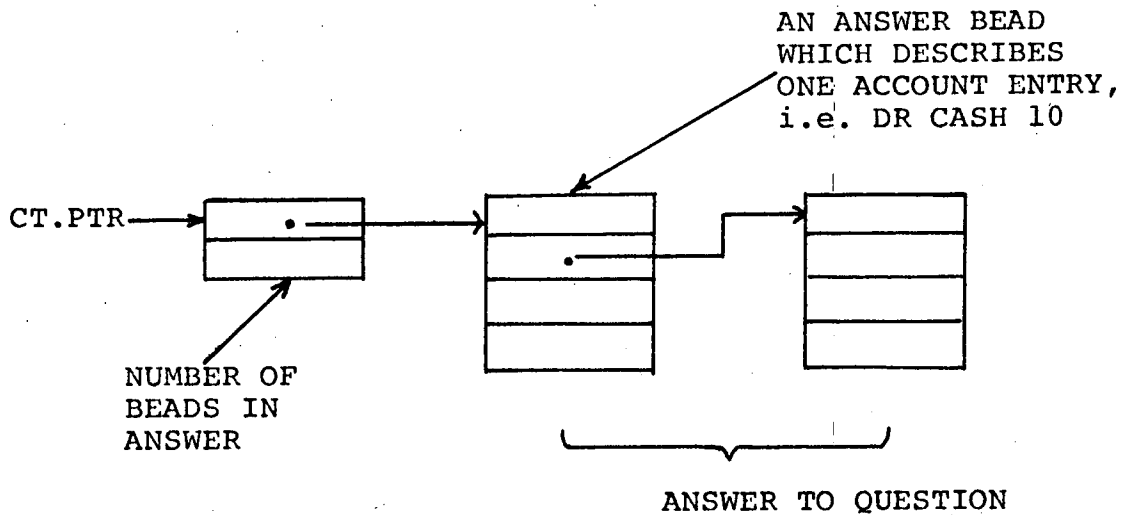 AN ANSWER BEAD
WHICH DESCRIBES
ONE ACCOUNT ENTRY,
i.e. DR CASH 10
CT.PTR
NUMBER OF
BEADS IN
ANSWER
ANSWER TO QUESTION